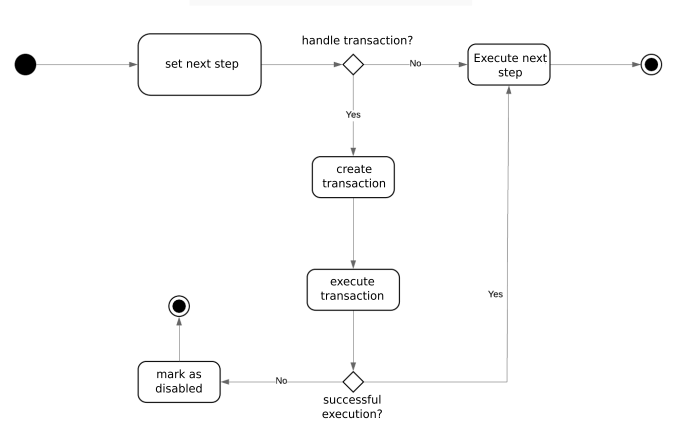 handle transaction?
set next step
No
Execute next
step
Yes
create
transaction
execute
transaction
Yes
mark as
disabled
No
successful
execution?